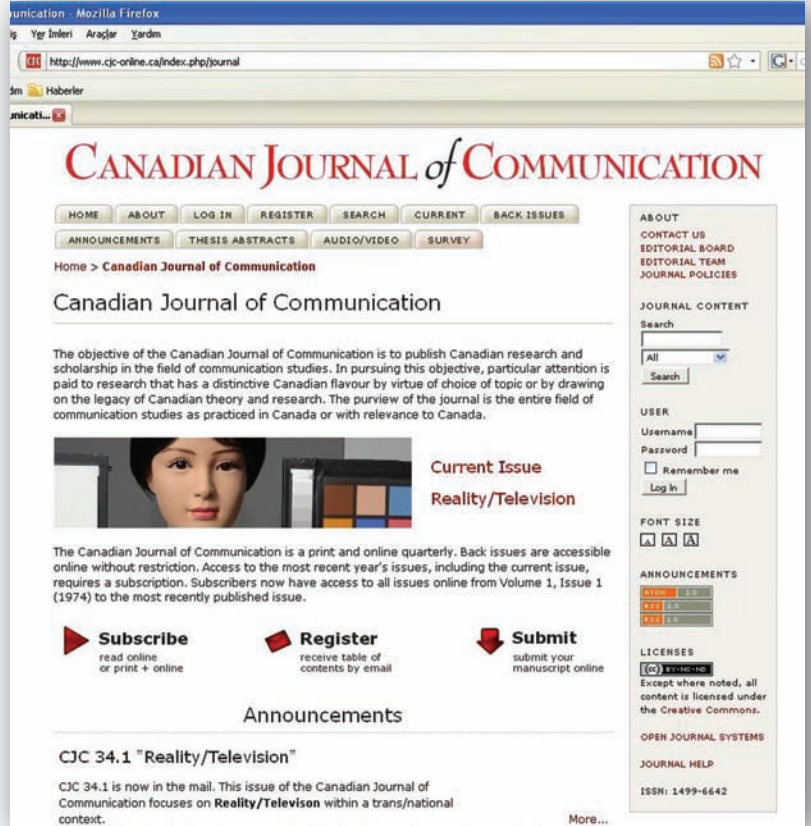 unication - Mozilla Firefox
Yer İmleri Araçlar Yardım
CJC http://www.cjc-online.ca/index.php/journal
Haberler
unicati...
CANADIAN JOURNAL of COMMUNICATION
HOME ABOUT LOG IN REGISTER SEARCH CURRENT BACK ISSUES
ANNOUNCEMENTS THESIS ABSTRACTS AUDIO/VIDEO SURVEY
Home > Canadian Journal of Communication
Canadian Journal of Communication
The objective of the Canadian Journal of Communication is to publish Canadian research and
scholarship in the field of communication studies. In pursuing this objective, particular attention is
paid to research that has a distinctive Canadian flavour by virtue of choice of topic or by drawing
on the legacy of Canadian theory and research. The purview of the journal is the entire field of
communication studies as practiced in Canada or with relevance to Canada.
Current Issue
Reality/Television
The Canadian Journal of Communication is a print and online quarterly. Back issues are accessible
online without restriction. Access to the most recent year's issues, including the current issue,
requires a subscription. Subscribers now have access to all issues online from Volume 1, Issue 1
(1974) to the most recently published issue.
Subscribe
read online
or print + online
Register
receive table of
contents by email
Submit
submit your
manuscript online
Announcements
CJC 34.1 "Reality/Television"
CJC 34.1 is now in the mail. This issue of the Canadian Journal of
Communication focuses on Reality/Televison within a trans/national
context.
More...
ABOUT
CONTACT US
EDITORIAL BOARD
EDITORIAL TEAM
JOURNAL POLICIES
JOURNAL CONTENT
Search
All
Search
USER
Username
Password
Remember me
Log In
FONT SIZE
A A A
ANNOUNCEMENTS
ATOM 1.0
RSS 2.0
RSS 1.0
LICENSES
(cc) BY-NC-ND
Except where noted, all
content is licensed under
the Creative Commons.
OPEN JOURNAL SYSTEMS
JOURNAL HELP
ISSN: 1499-6642